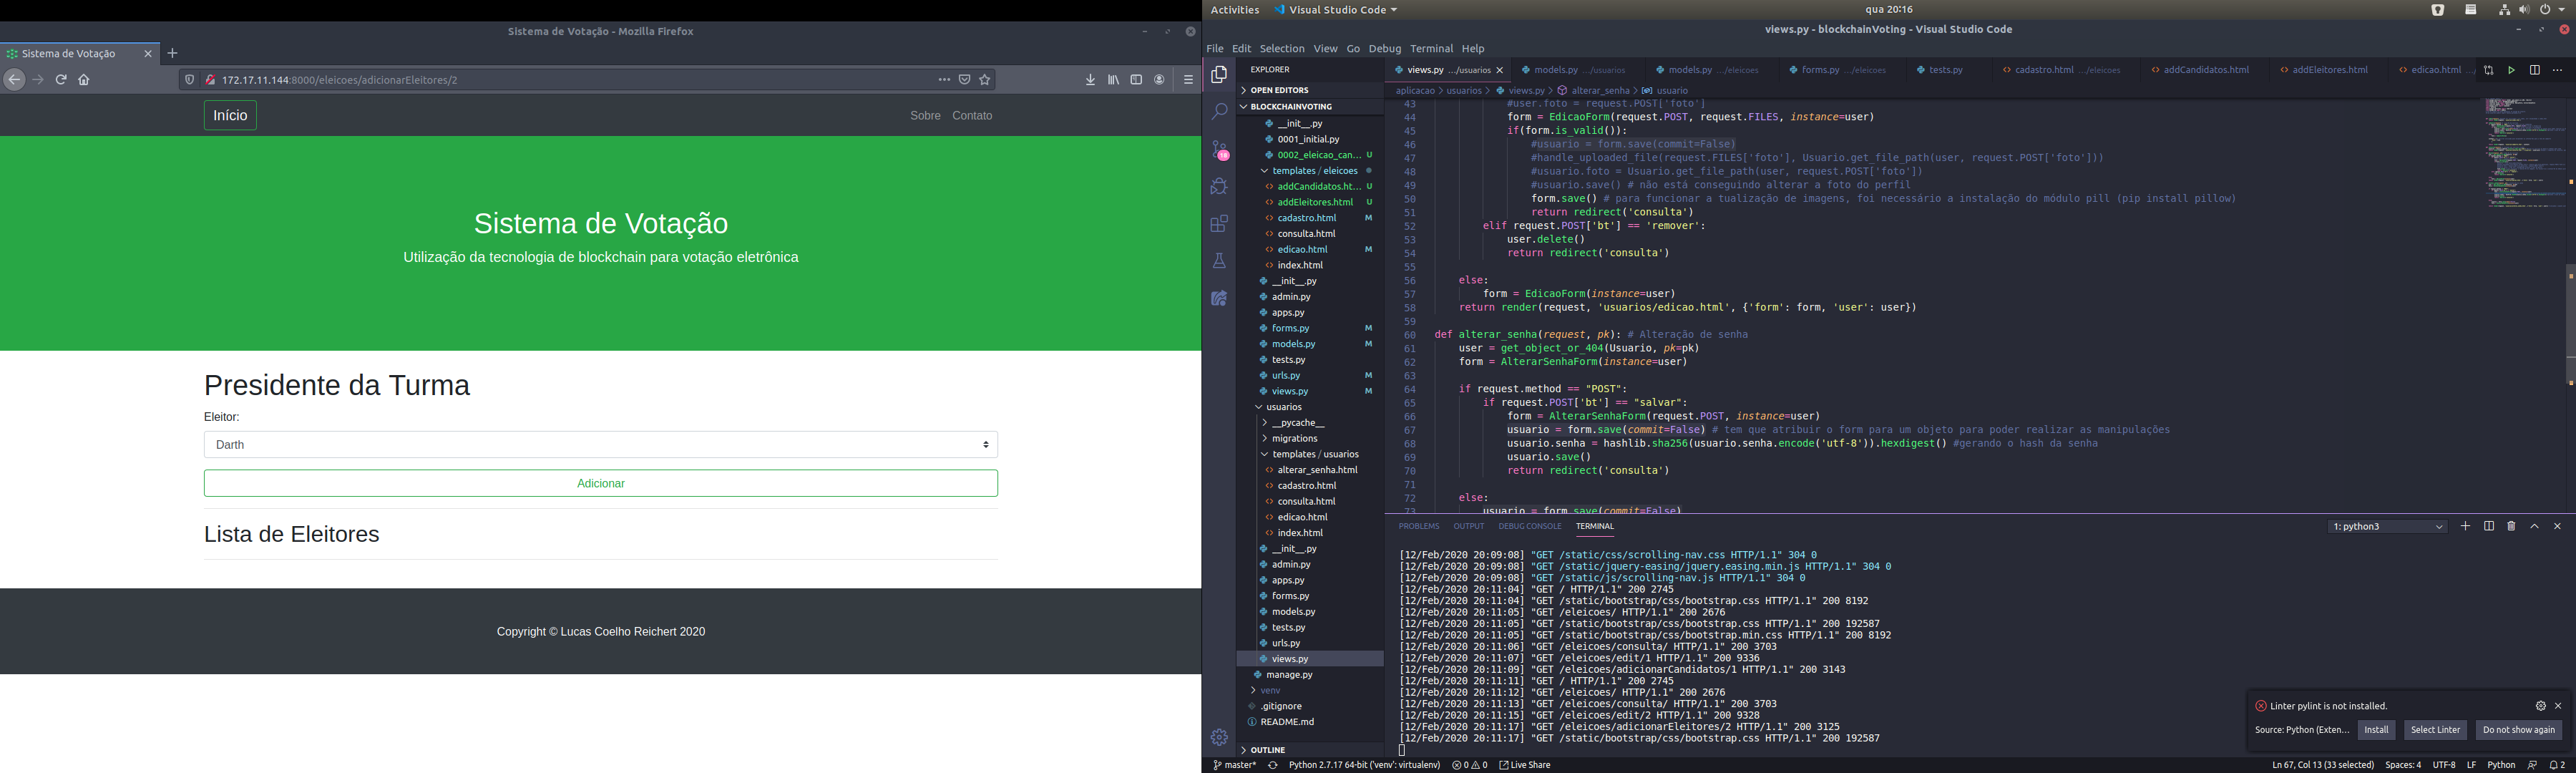 Sistema de Votação - Mozilla Firefox
Sistema de Votação
172.17.11.144:8000/eleicoes/adicionarEleitores/2
Início
Sobre
Contato
Sistema de Votação
Utilização da tecnologia de blockchain para votação eletrônica
Presidente da Turma
Eleitor:
Darth
Adicionar
Lista de Eleitores
Copyright © Lucas Coelho Reichert 2020
Activities
Visual Studio Code
qua 20:16
views.py - blockchainVoting - Visual Studio Code
File Edit Selection View Go Debug Terminal Help
EXPLORER
OPEN EDITORS
BLOCKCHAINVOTING
__init__.py
0001_initial.py
0002_eleicao_can... U
templates / eleicoes
addCandidatos.ht... U
addEleitores.html U
cadastro.html M
consulta.html
edicao.html M
index.html
__init__.py
admin.py
apps.py
forms.py M
models.py M
tests.py
urls.py M
views.py M
usuarios
__pycache__
migrations
templates / usuarios
alterar_senha.html
cadastro.html
consulta.html
edicao.html
index.html
__init__.py
admin.py
apps.py
forms.py
models.py
tests.py
urls.py
views.py
manage.py
venv
.gitignore
README.md
OUTLINE
18
views.py .../usuarios
models.py .../usuarios
models.py .../eleicoes
forms.py .../eleicoes
tests.py
cadastro.html .../eleicoes
addCandidatos.html
addEleitores.html
edicao.html .../
aplicacao > usuarios > views.py > alterar_senha > usuario
43 #user.foto = request.POST['foto']
44 form = EdicaoForm(request.POST, request.FILES, instance=user)
45 if(form.is_valid()):
46 #usuario = form.save(commit=False)
47 #handle_uploaded_file(request.FILES['foto'], Usuario.get_file_path(user, request.POST['foto']))
48 #usuario.foto = Usuario.get_file_path(user, request.POST['foto'])
49 #usuario.save() # não está conseguindo alterar a foto do perfil
50 form.save() # para funcionar a tualização de imagens, foi necessário a instalação do módulo pill (pip install pillow)
51 return redirect('consulta')
52 elif request.POST['bt'] == 'remover':
53 user.delete()
54 return redirect('consulta')
55
56 else:
57 form = EdicaoForm(instance=user)
58 return render(request, 'usuarios/edicao.html', {'form': form, 'user': user})
59
60 def alterar_senha(request, pk): # Alteração de senha
61 user = get_object_or_404(Usuario, pk=pk)
62 form = AlterarSenhaForm(instance=user)
63
64 if request.method == "POST":
65 if request.POST['bt'] == "salvar":
66 form = AlterarSenhaForm(request.POST, instance=user)
67 usuario = form.save(commit=False) # tem que atribuir o form para um objeto para poder realizar as manipulações
68 usuario.senha = hashlib.sha256(usuario.senha.encode('utf-8')).hexdigest() #gerando o hash da senha
69 usuario.save()
70 return redirect('consulta')
71
72 else:
73 usuario = form.save(commit=False)
PROBLEMS OUTPUT DEBUG CONSOLE TERMINAL
1: python3
[12/Feb/2020 20:09:08] "GET /static/css/scrolling-nav.css HTTP/1.1" 304 0
[12/Feb/2020 20:09:08] "GET /static/jquery-easing/jquery.easing.min.js HTTP/1.1" 304 0
[12/Feb/2020 20:09:08] "GET /static/js/scrolling-nav.js HTTP/1.1" 304 0
[12/Feb/2020 20:11:04] "GET / HTTP/1.1" 200 2745
[12/Feb/2020 20:11:04] "GET /static/bootstrap/css/bootstrap.css HTTP/1.1" 200 8192
[12/Feb/2020 20:11:05] "GET /eleicoes/ HTTP/1.1" 200 2676
[12/Feb/2020 20:11:05] "GET /static/bootstrap/css/bootstrap.css HTTP/1.1" 200 192587
[12/Feb/2020 20:11:05] "GET /static/bootstrap/css/bootstrap.min.css HTTP/1.1" 200 8192
[12/Feb/2020 20:11:06] "GET /eleicoes/consulta/ HTTP/1.1" 200 3703
[12/Feb/2020 20:11:07] "GET /eleicoes/edit/1 HTTP/1.1" 200 9336
[12/Feb/2020 20:11:09] "GET /eleicoes/adicionarCandidatos/1 HTTP/1.1" 200 3143
[12/Feb/2020 20:11:11] "GET / HTTP/1.1" 200 2745
[12/Feb/2020 20:11:12] "GET /eleicoes/ HTTP/1.1" 200 2676
[12/Feb/2020 20:11:13] "GET /eleicoes/consulta/ HTTP/1.1" 200 3703
[12/Feb/2020 20:11:15] "GET /eleicoes/edit/2 HTTP/1.1" 200 9328
[12/Feb/2020 20:11:17] "GET /eleicoes/adicionarEleitores/2 HTTP/1.1" 200 3125
[12/Feb/2020 20:11:17] "GET /static/bootstrap/css/bootstrap.css HTTP/1.1" 200 192587
Linter pylint is not installed.
Source: Python (Exten...
Install
Select Linter
Do not show again
master*
Python 2.7.17 64-bit ('venv': virtualenv)
0 0
Live Share
Ln 67, Col 13 (33 selected)
Spaces: 4
UTF-8
LF
Python
2